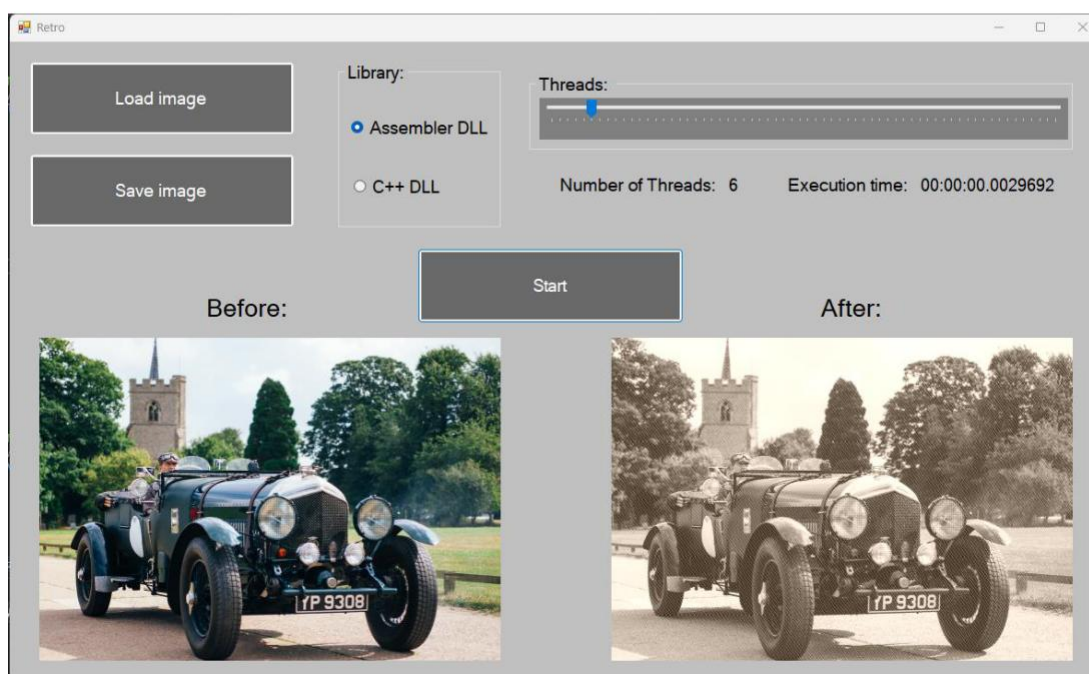 Retro
Load image
Save image
Library:
Assembler DLL
C++ DLL
Threads:
Number of Threads: 6 Execution time: 00:00:00.0029692
Start
Before:
After:
YP 9308
YP 9308